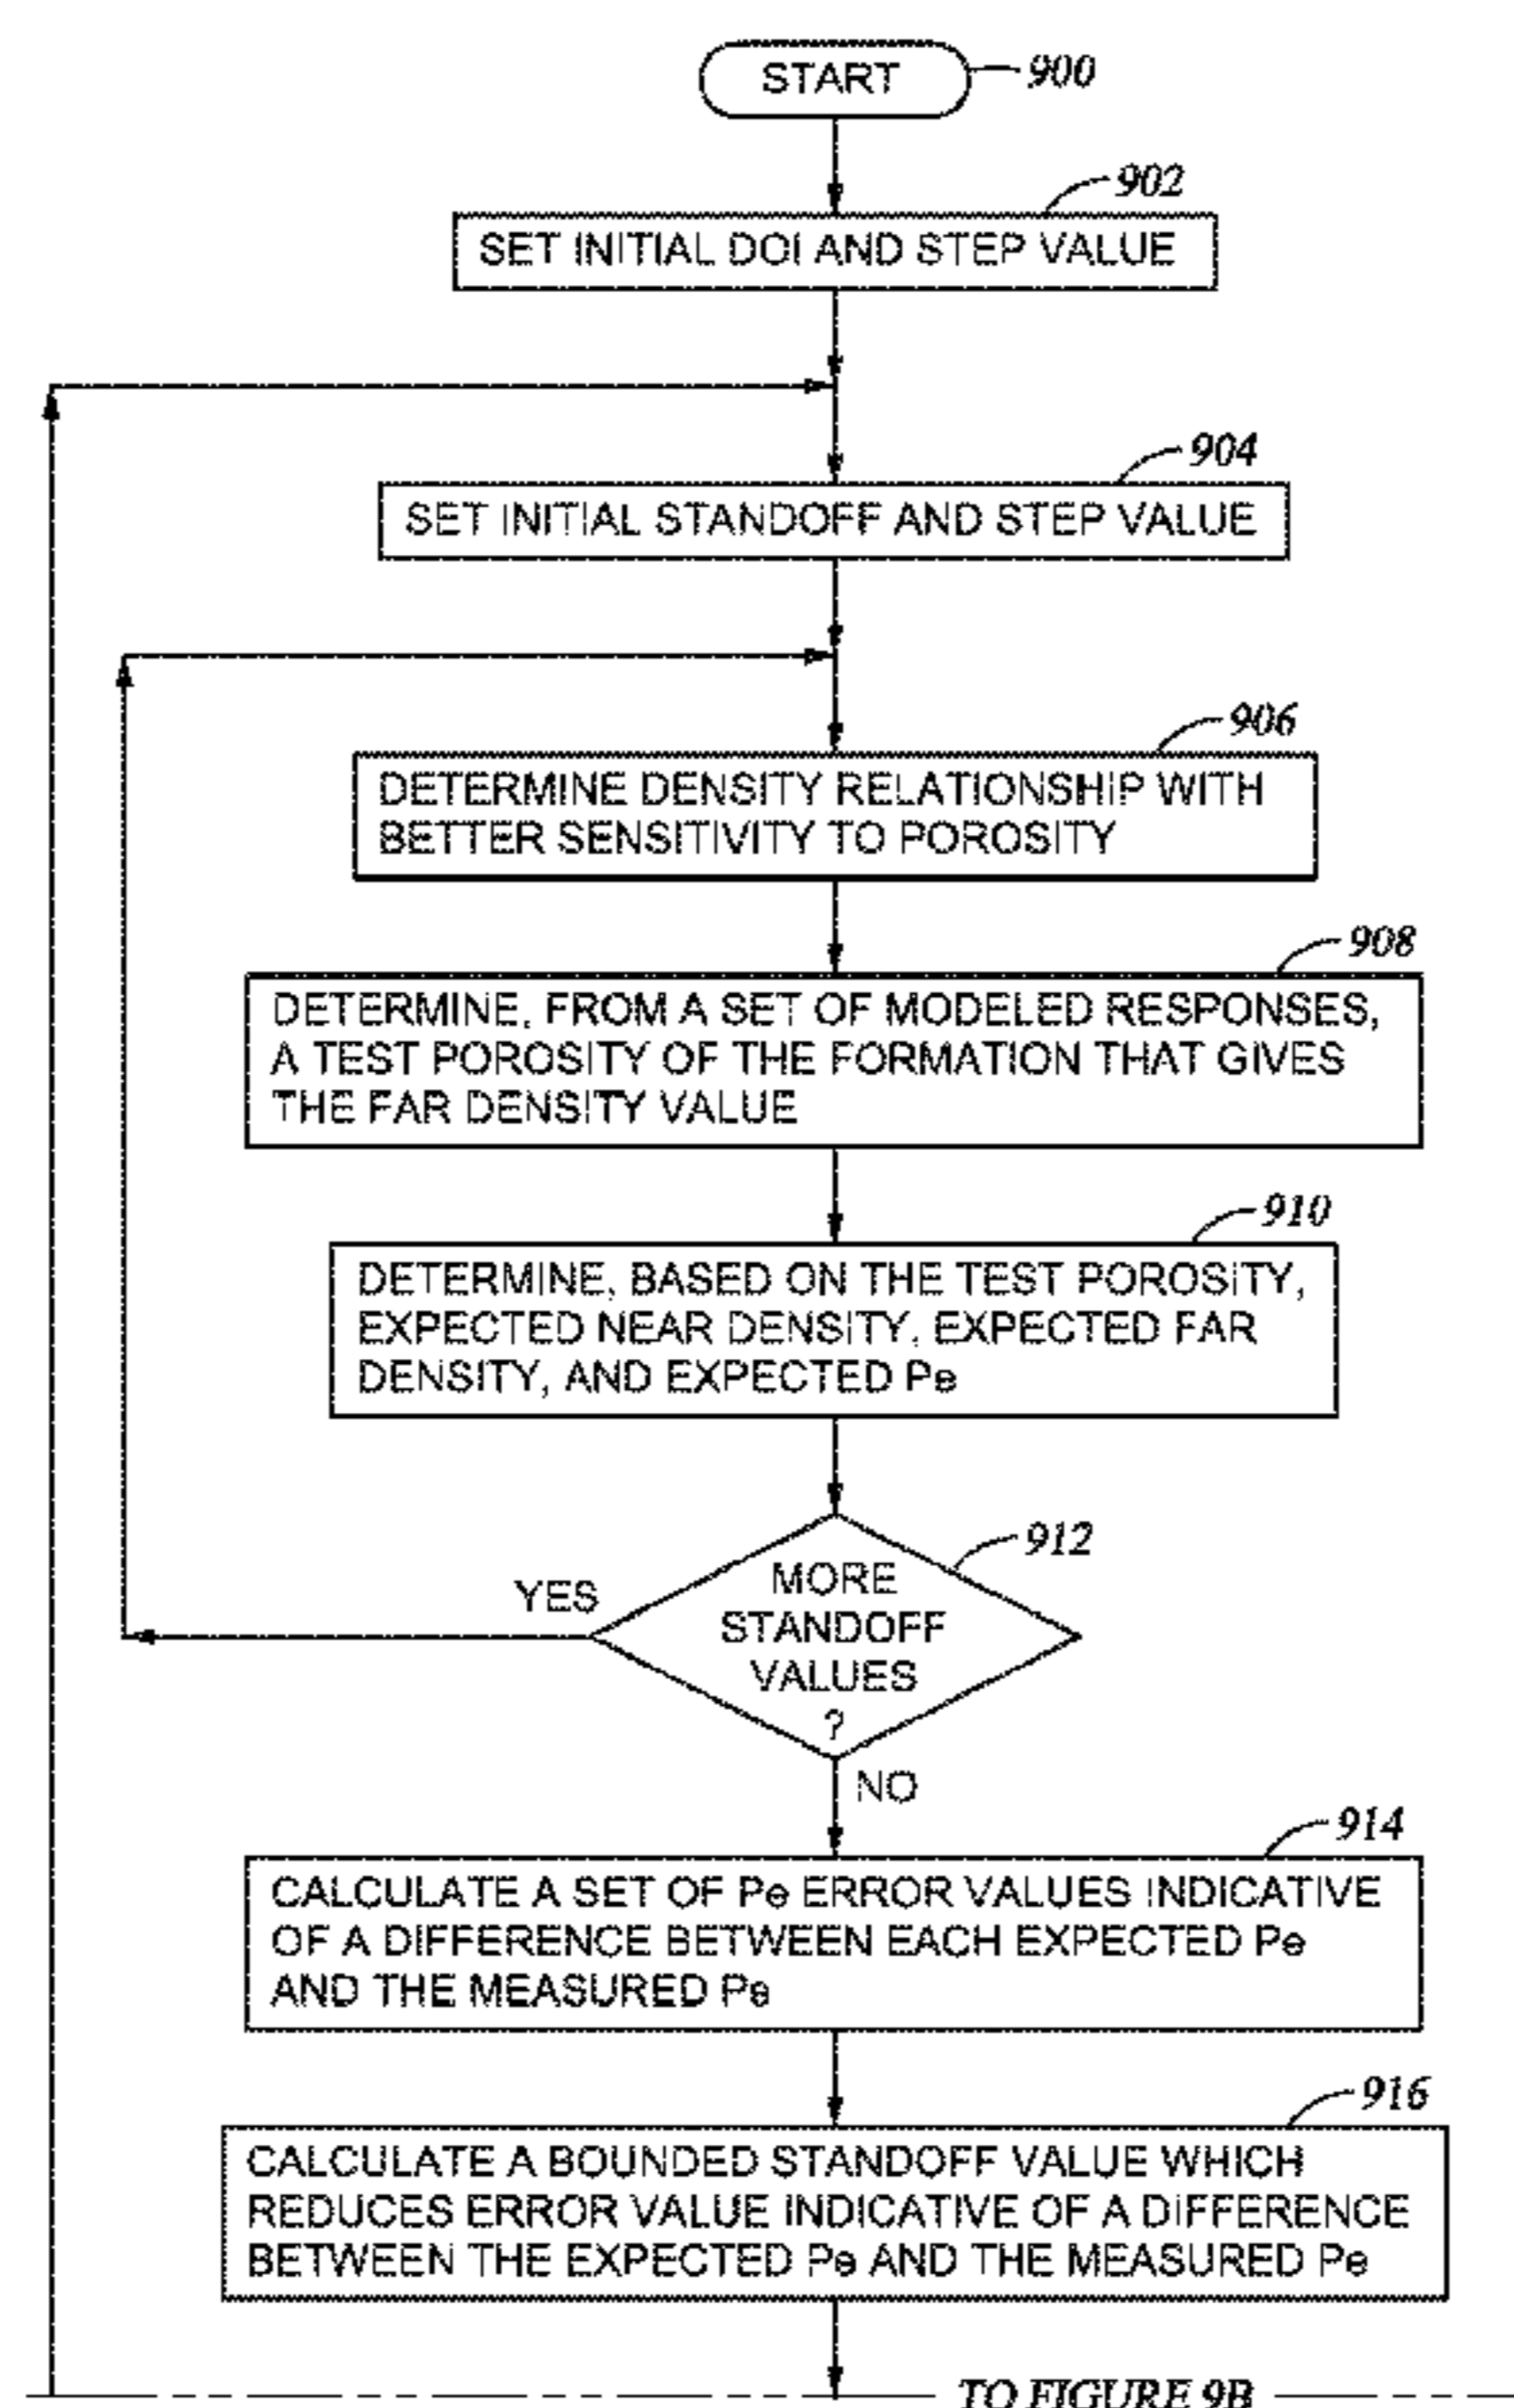 START
900
902
SET INITIAL DOI AND STEP VALUE
904
SET INITIAL STANDOFF AND STEP VALUE
906
DETERMINE DENSITY RELATIONSHIP WITH
BETTER SENSITIVITY TO POROSITY
908
DETERMINE, FROM A SET OF MODELED RESPONSES,
A TEST POROSITY OF THE FORMATION THAT GIVES
THE FAR DENSITY VALUE
910
DETERMINE, BASED ON THE TEST POROSITY,
EXPECTED NEAR DENSITY, EXPECTED FAR
DENSITY, AND EXPECTED Pe
912
YES
MORE
STANDOFF
VALUES
?
NO
914
CALCULATE A SET OF Pe ERROR VALUES INDICATIVE
OF A DIFFERENCE BETWEEN EACH EXPECTED Pe
AND THE MEASURED Pe
916
CALCULATE A BOUNDED STANDOFF VALUE WHICH
REDUCES ERROR VALUE INDICATIVE OF A DIFFERENCE
BETWEEN THE EXPECTED Pe AND THE MEASURED Pe
TO FIGURE 9B